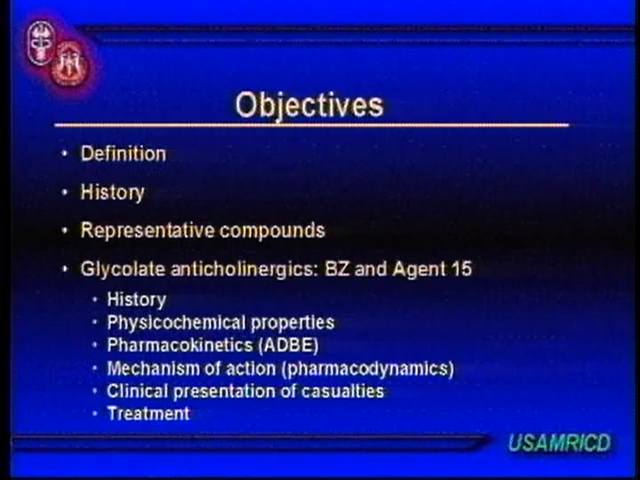 Objectives
• Definition
• History
• Representative compounds
• Glycolate anticholinergics: BZ and Agent 15
• History
• Physicochemical properties
• Pharmacokinetics (ADBE)
• Mechanism of action (pharmacodynamics)
• Clinical presentation of casualties
• Treatment
USAMRICD